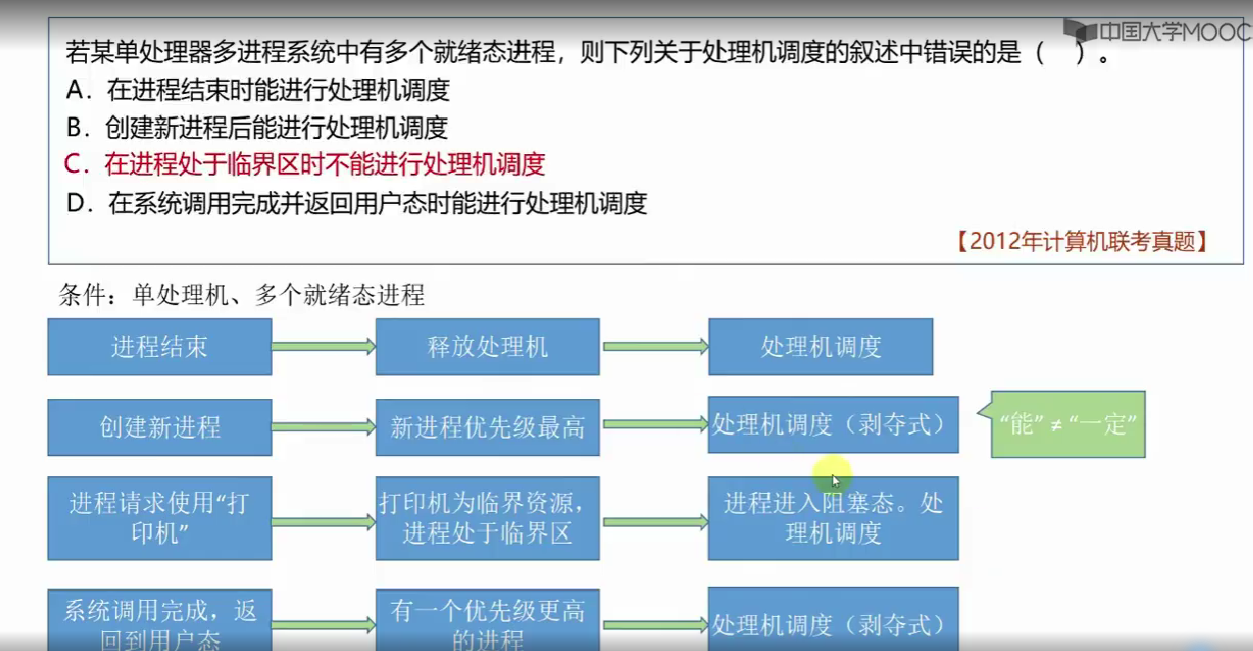 中国大学MOOC
若某单处理器多进程系统中有多个就绪态进程，则下列关于处理机调度的叙述中错误的是（　）。
A．在进程结束时能进行处理机调度
B．创建新进程后能进行处理机调度
C．在进程处于临界区时不能进行处理机调度
D．在系统调用完成并返回用户态时能进行处理机调度
【2012年计算机联考真题】
条件：单处理机、多个就绪态进程
进程结束
释放处理机
处理机调度
创建新进程
新进程优先级最高
处理机调度（剥夺式）
“能”≠“一定”
进程请求使用“打
印机”
打印机为临界资源，
进程处于临界区
进程进入阻塞态。处
理机调度
系统调用完成，返
回到用户态
有一个优先级更高
的进程
处理机调度（剥夺式）